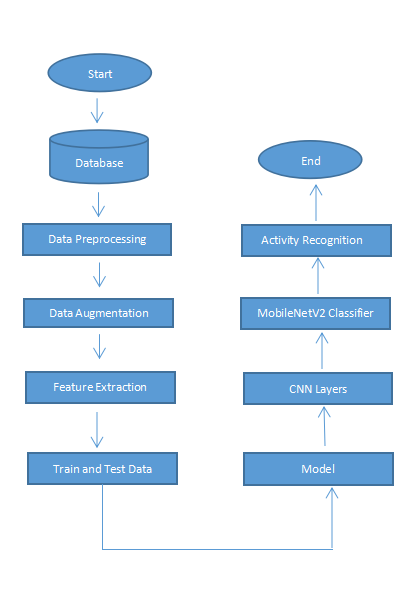 Start
Database
Data Preprocessing
Data Augmentation
Feature Extraction
Train and Test Data
Model
CNN Layers
MobileNetV2 Classifier
Activity Recognition
End